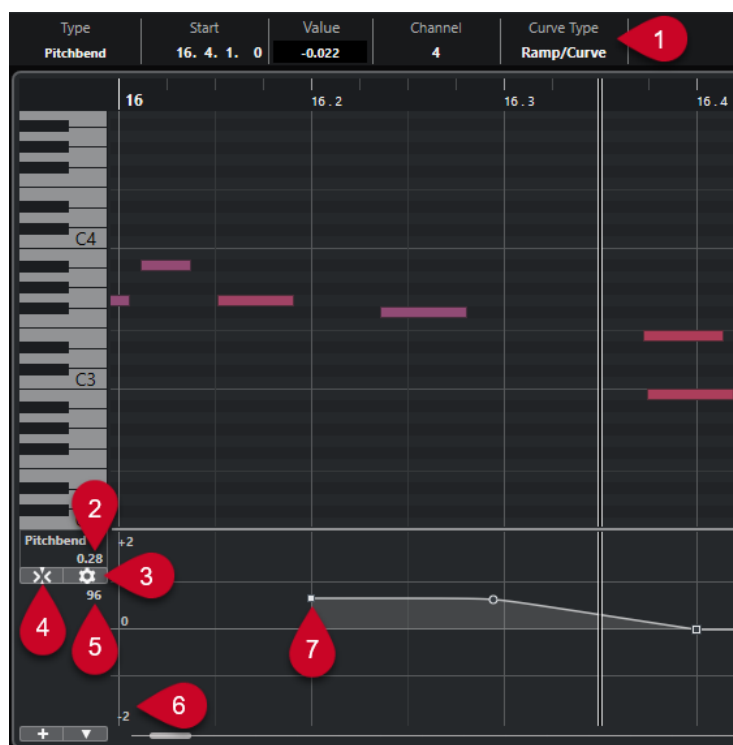 Type Start Value Channel Curve Type
Pitchbend 16. 4. 1. 0 -0.022 4 Ramp/Curve
1
16 16.2 16.3 16.4
C4
C3
2
Pitchbend +2
0.28
3
96
0
4
5
7
6
-2